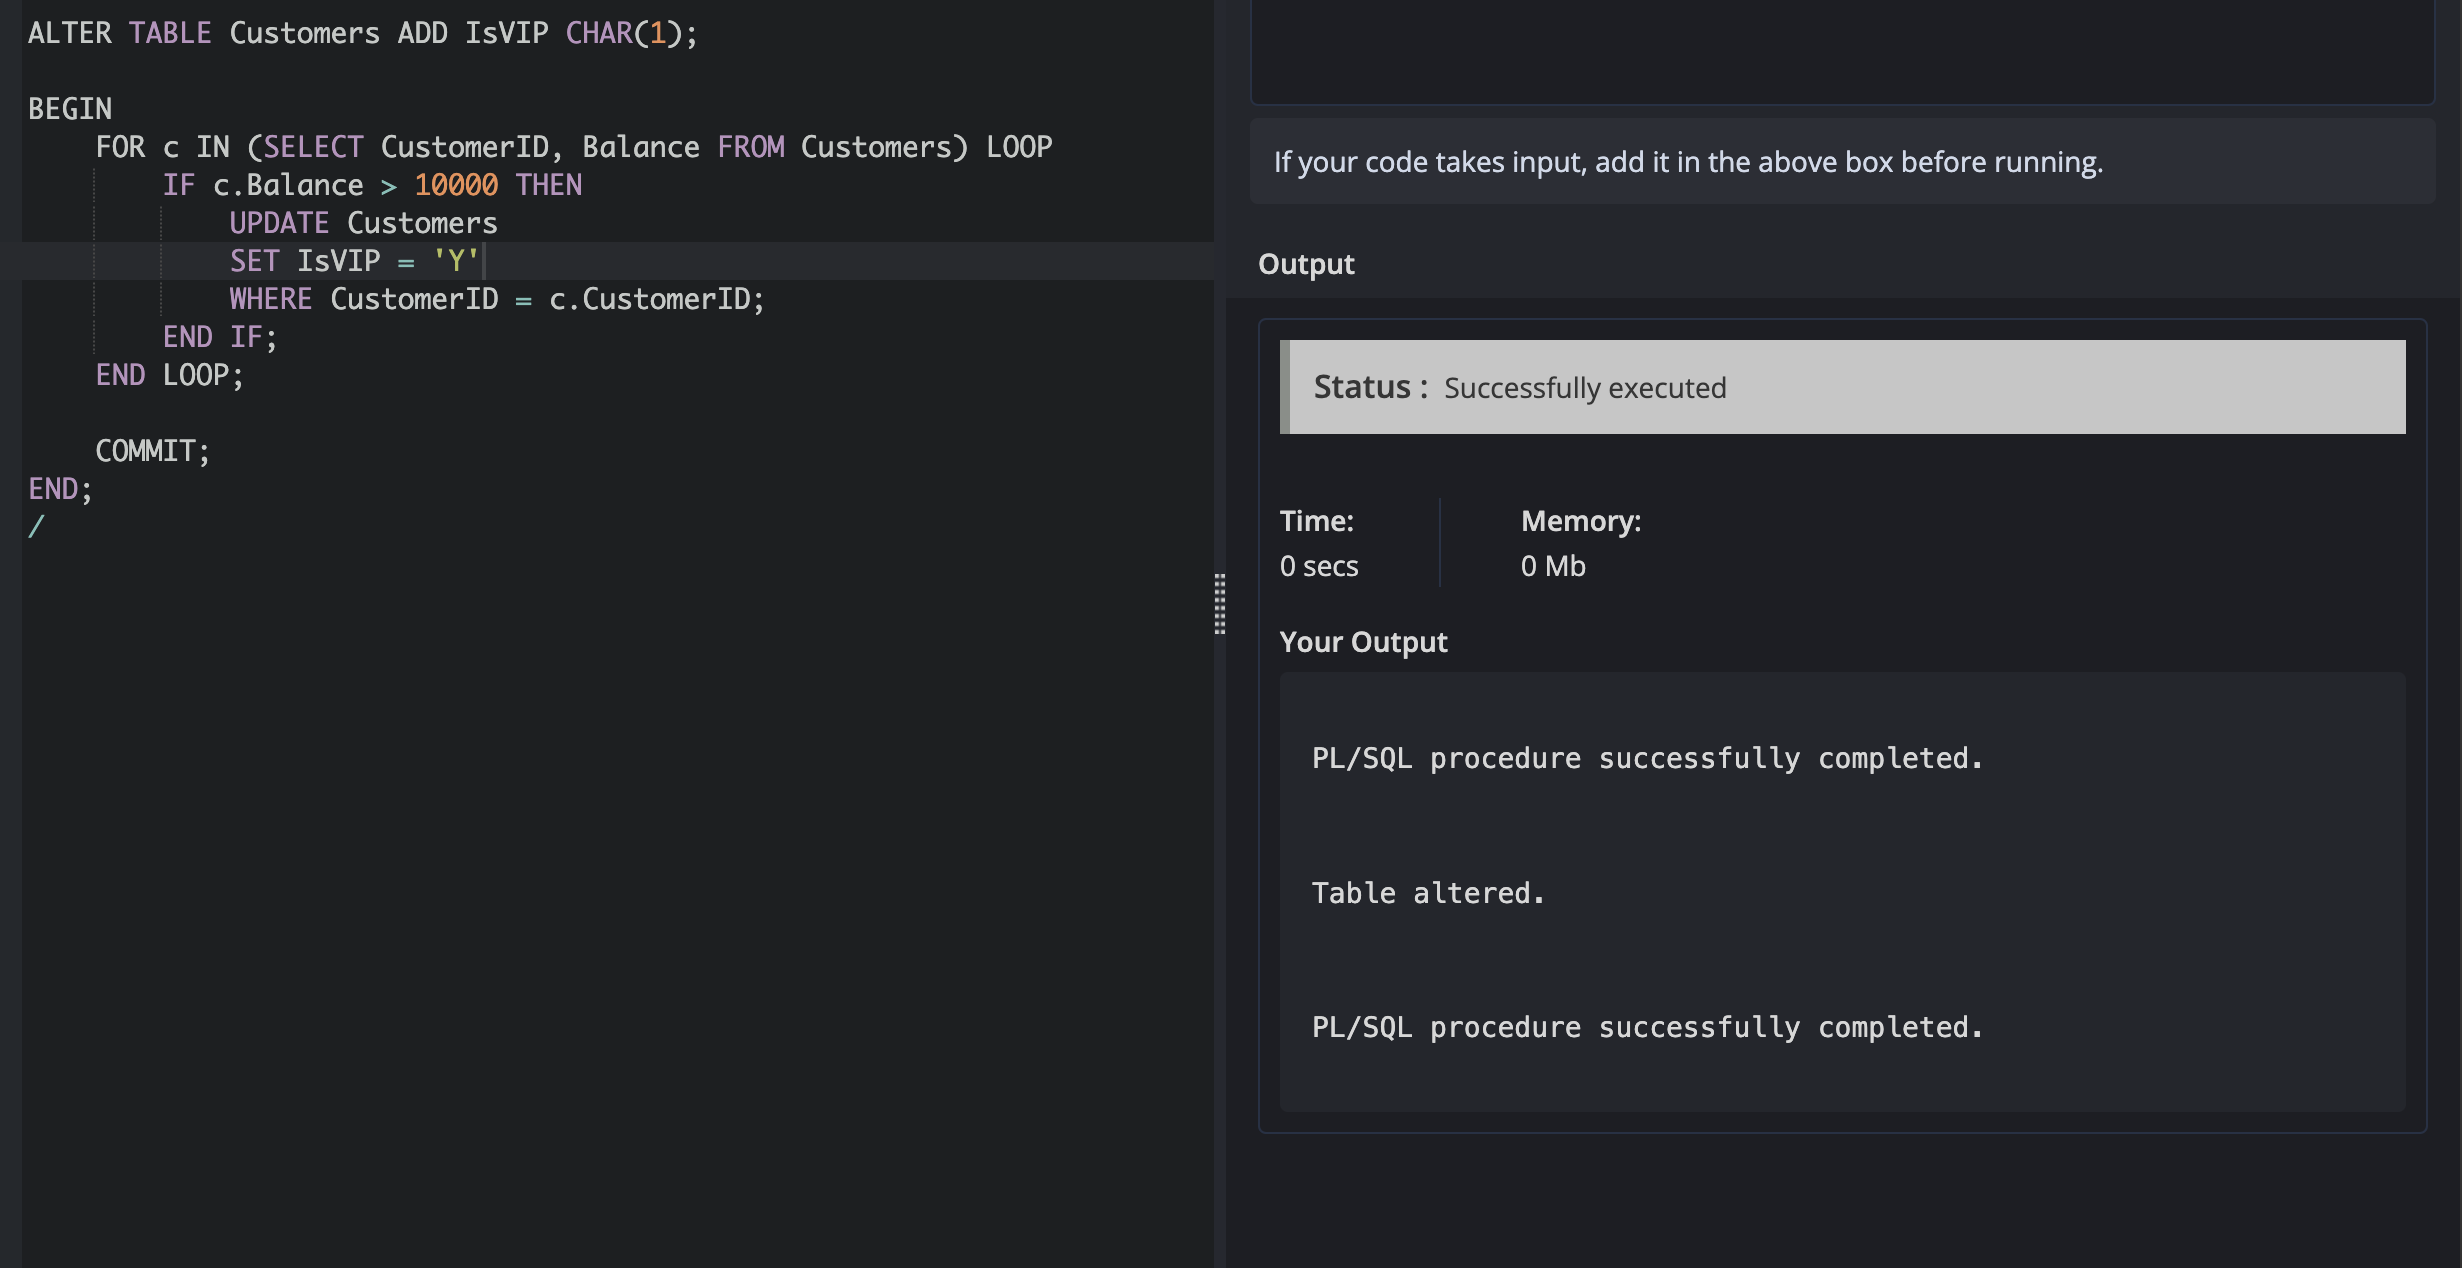 ALTER TABLE Customers ADD IsVIP CHAR(1);
BEGIN
FOR c IN (SELECT CustomerID, Balance FROM Customers) LOOP
IF c.Balance > 10000 THEN
UPDATE Customers
SET IsVIP = 'Y'
WHERE CustomerID = c.CustomerID;
END IF;
END LOOP;
COMMIT;
END;
/
If your code takes input, add it in the above box before running.
Output
Status : Successfully executed
Time:
0 secs
Memory:
0 Mb
Your Output
PL/SQL procedure successfully completed.
Table altered.
PL/SQL procedure successfully completed.